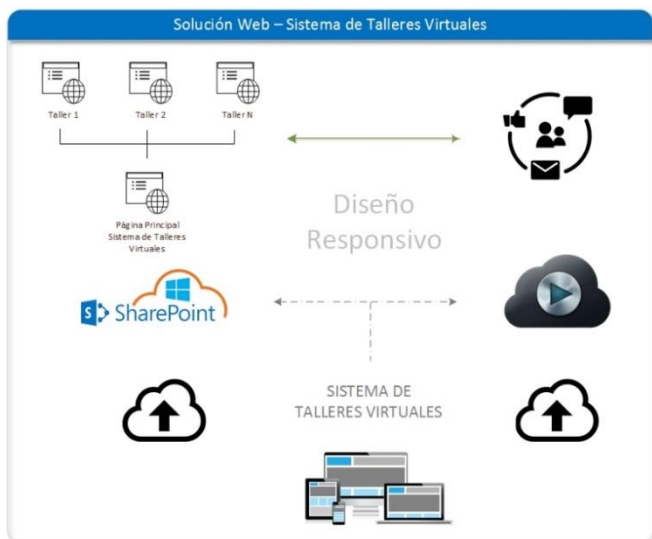 Solución Web – Sistema de Talleres Virtuales
Taller 1
Taller 2
Taller N
Página Principal
Sistema de Talleres
Virtuales
Diseño
Responsivo
S
SharePoint
SISTEMA DE
TALLERES VIRTUALES